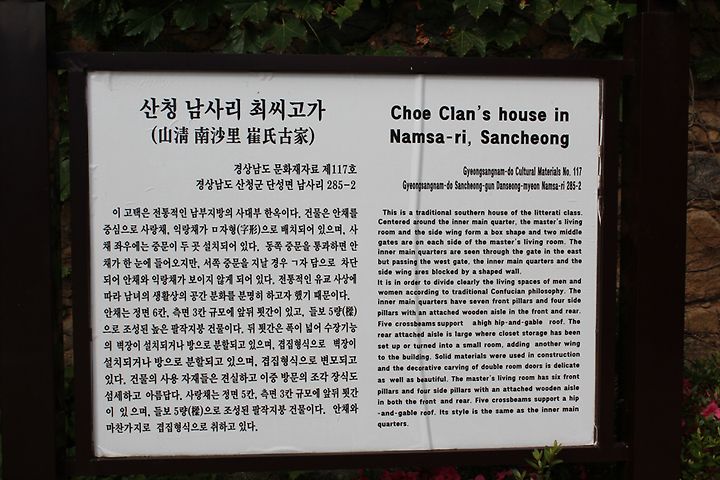 산청 남사리 최씨고가
(山淸 南沙里 崔氏古家)
경상남도 문화재자료 제117호
경상남도 산청군 단성면 남사리 285-2
이 고택은 전통적인 남부지방의 사대부 한옥이다. 건물은 안채를
중심으로 사랑채, 익랑채가 ㅁ자형(字形)으로 배치되어 있으며, 사랑
채 좌우에는 중문이 두 곳 설치되어 있다. 동쪽 중문을 통과하면 안
채가 한 눈에 들어오지만, 서쪽 중문을 지날 경우 ㄱ자 담으로 차단
되어 안채와 익랑채가 보이지 않게 되어 있다. 전통적인 유교 사상에
따라 남녀의 생활상의 공간 분화를 분명히 하고자 했기 때문이다.
안채는 정면 6칸, 측면 3칸 규모에 앞뒤 툇간이 있고, 들보 5량(樑)
으로 조성된 높은 팔작지붕 건물이다. 뒤 툇간은 폭이 넓어 수장기능
의 벽장이 설치되거나 방으로 분할되고 있으며, 겹집형식으로 벽장이
설치되거나 방으로 분할되고 있으며, 겹집형식으로 변모되고
있다. 건물의 사용 자재들은 견실하고 이중 방문의 조각 장식도
섬세하고 아름답다. 사랑채는 정면 5칸, 측면 3칸 규모에 앞뒤 툇간
이 있 으며, 들보 5량(樑)으로 조성된 팔작지붕 건물이다. 안채와
마찬가지로 겹집형식으로 취하고 있다.
Choe Clan's house in
Namsa-ri, Sancheong
Gyeongsangnam-do Cultural Materials No. 117
Gyeongsangnam-do Sancheong-gun Danseong-myeon Namsa-ri 285-2
This is a traditional southern house of the litterati class.
Centered around the inner main quarter, the master's living
room and the side wing form a box shape and two middle
gates are on each side of the master's living room. The
inner main quarters are seen through the gate in the east
but passing the west gate, the inner main quarters and the
side wing ares blocked by a shaped wall.
It is in order to divide clearly the living spaces of men and
women according to traditional Confucian philosophy. The
inner main quarters have seven front pillars and four side
pillars with an attached wooden aisle in the front and rear.
Five crossbeams support a high hip-and-gable roof. The
rear attached aisle is large where closet storage has been
set up or turned into a small room, adding another wing
to the building. Solid materials were used in construction
and the decorative carving of double room doors is delicate
as well as beautiful. The master's living room has six front
pillars and four side pillars with an attached wooden aisle
in both the front and rear. Five crossbeams support a hip
-and-gable roof. Its style is the same as the inner main
quarters.